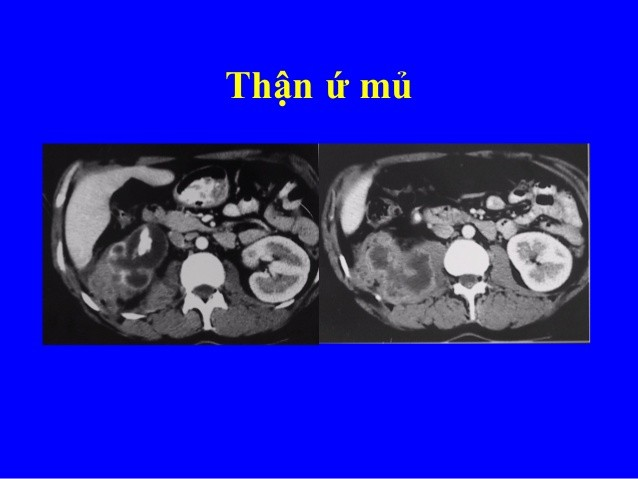 Thận ứ mủ